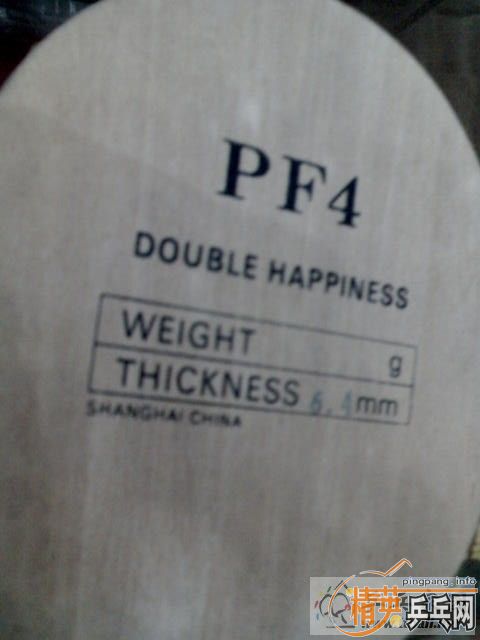 PF4
DOUBLE HAPPINESS
WEIGHT g
THICKNESS 6.4mm
SHANGHAI CHINA
pingpang_info
精英乒乓网